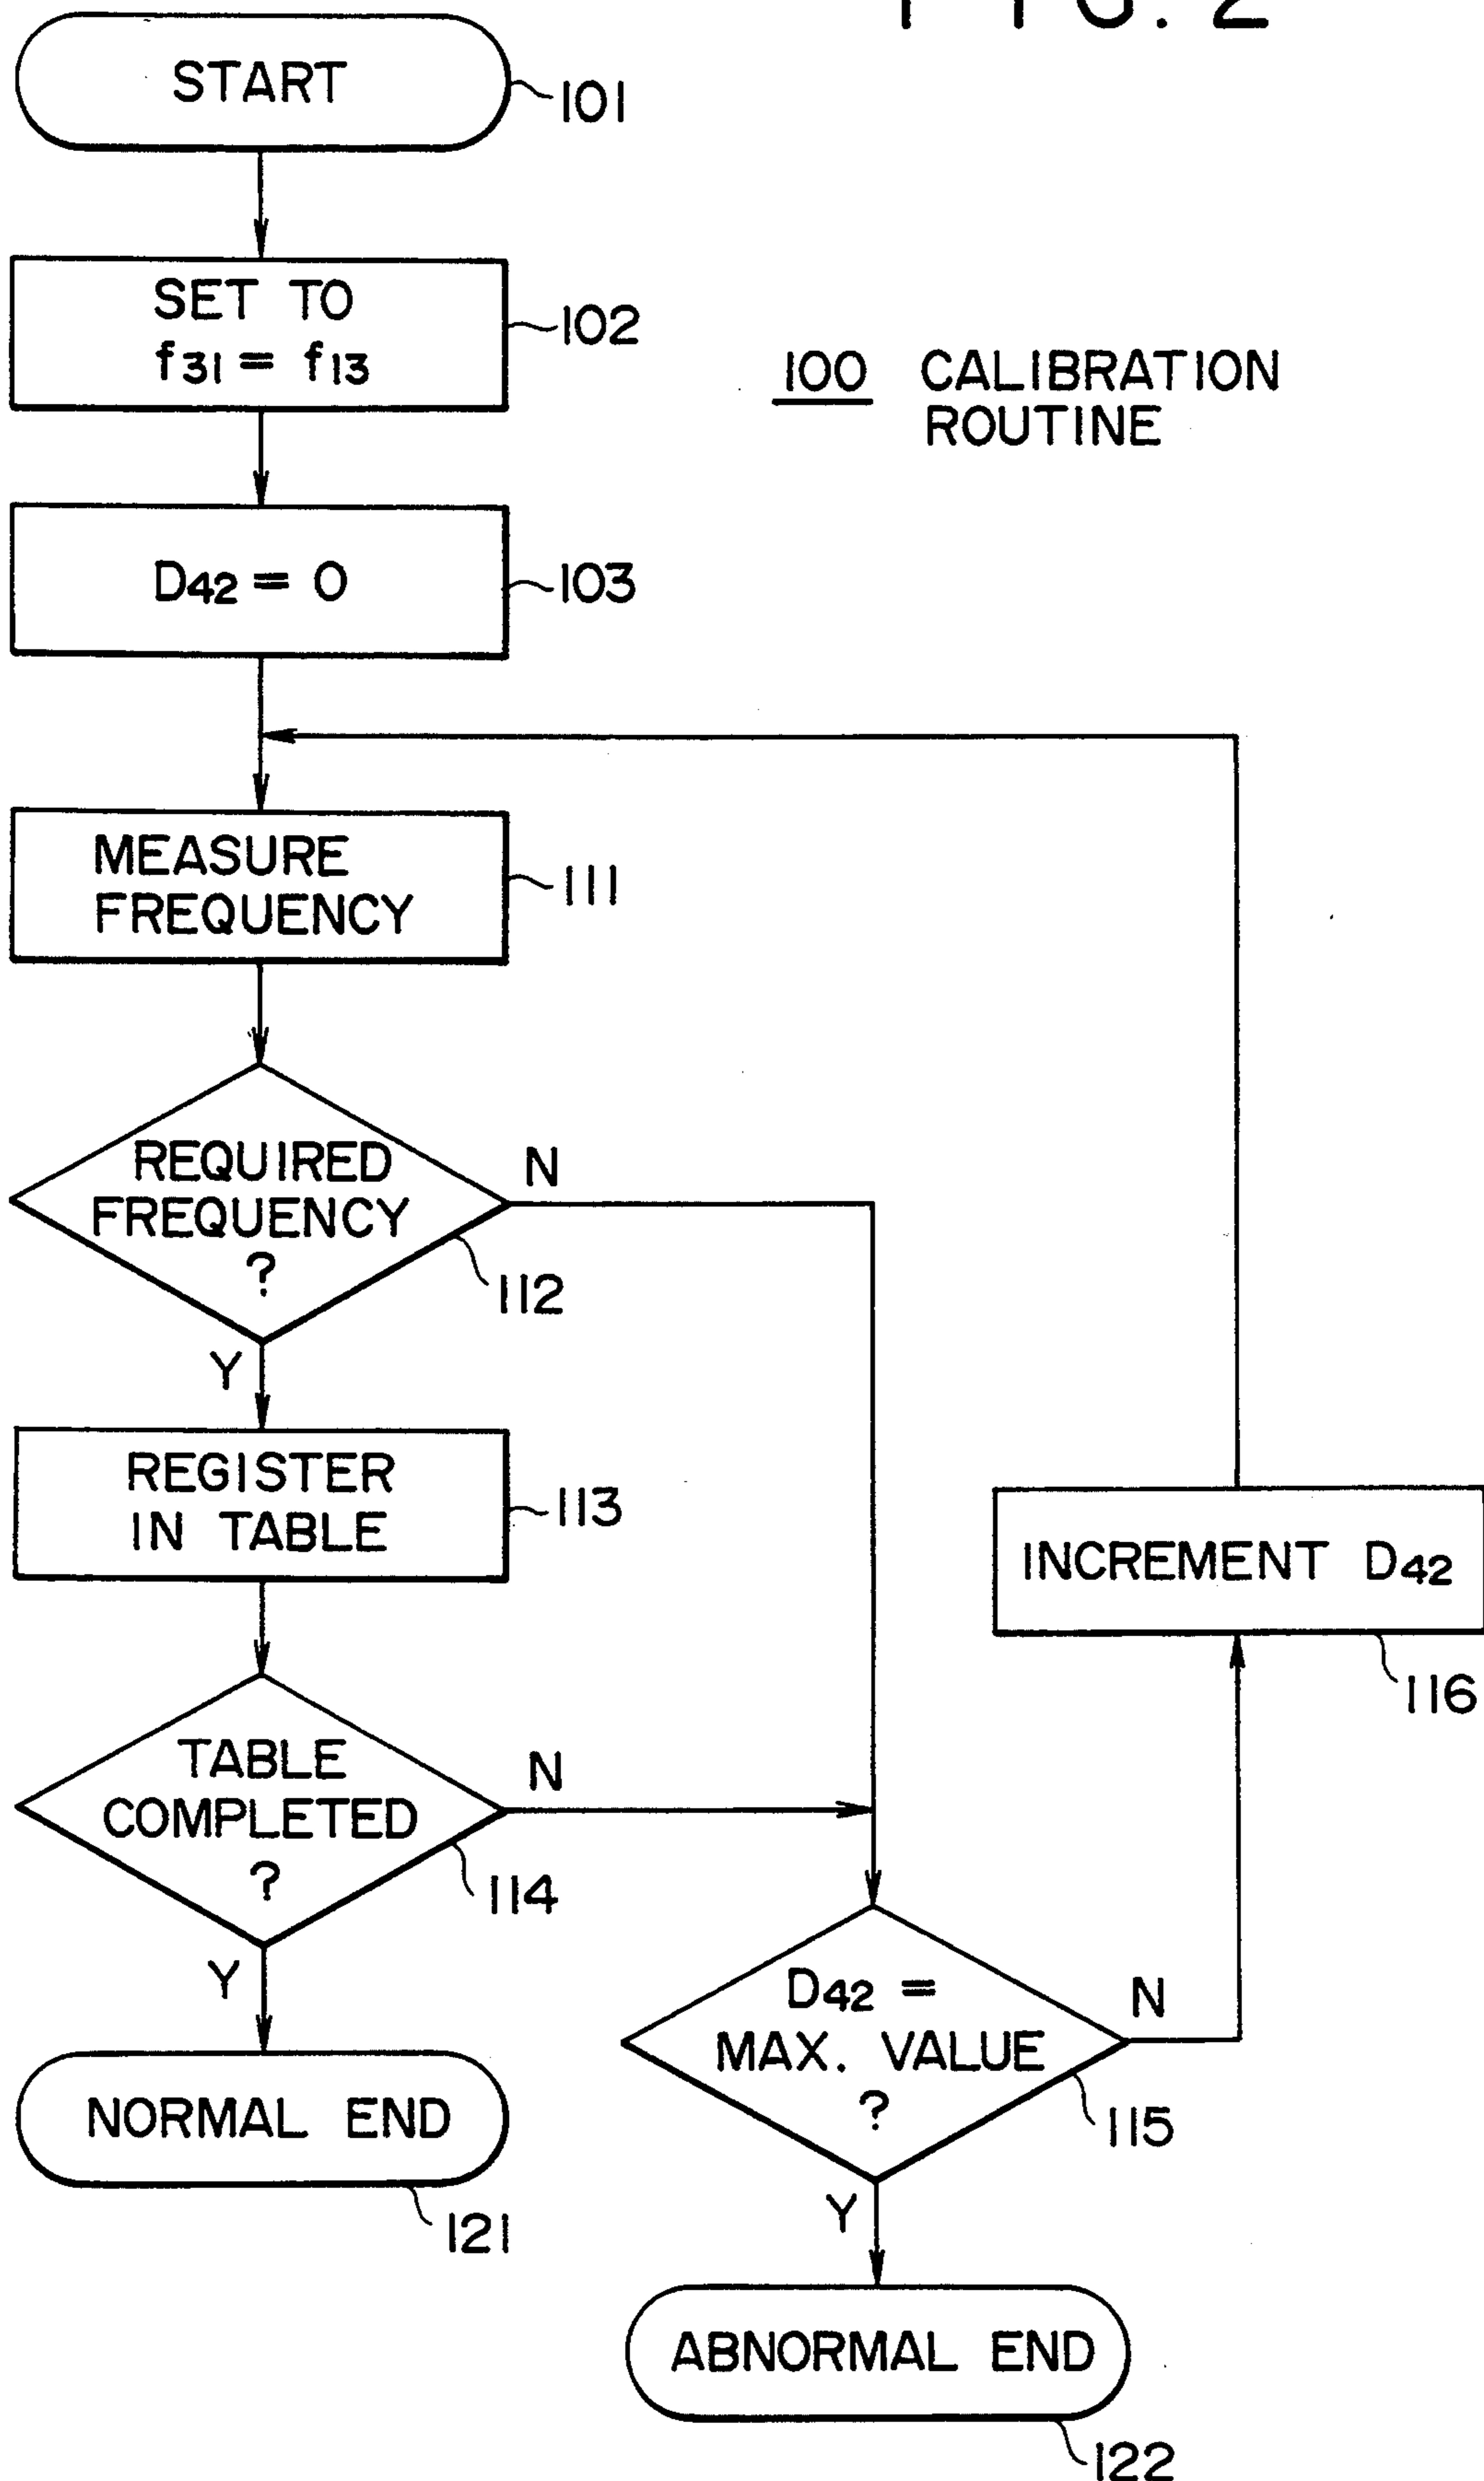 FIG. 2
START
101
SET TO
f31 = f13
102
100 CALIBRATION
ROUTINE
D42 = 0
103
MEASURE
FREQUENCY
111
REQUIRED
FREQUENCY
?
N
112
Y
REGISTER
IN TABLE
113
INCREMENT D42
116
TABLE
COMPLETED
?
N
114
Y
NORMAL END
121
D42 =
MAX. VALUE
?
N
115
Y
ABNORMAL END
122